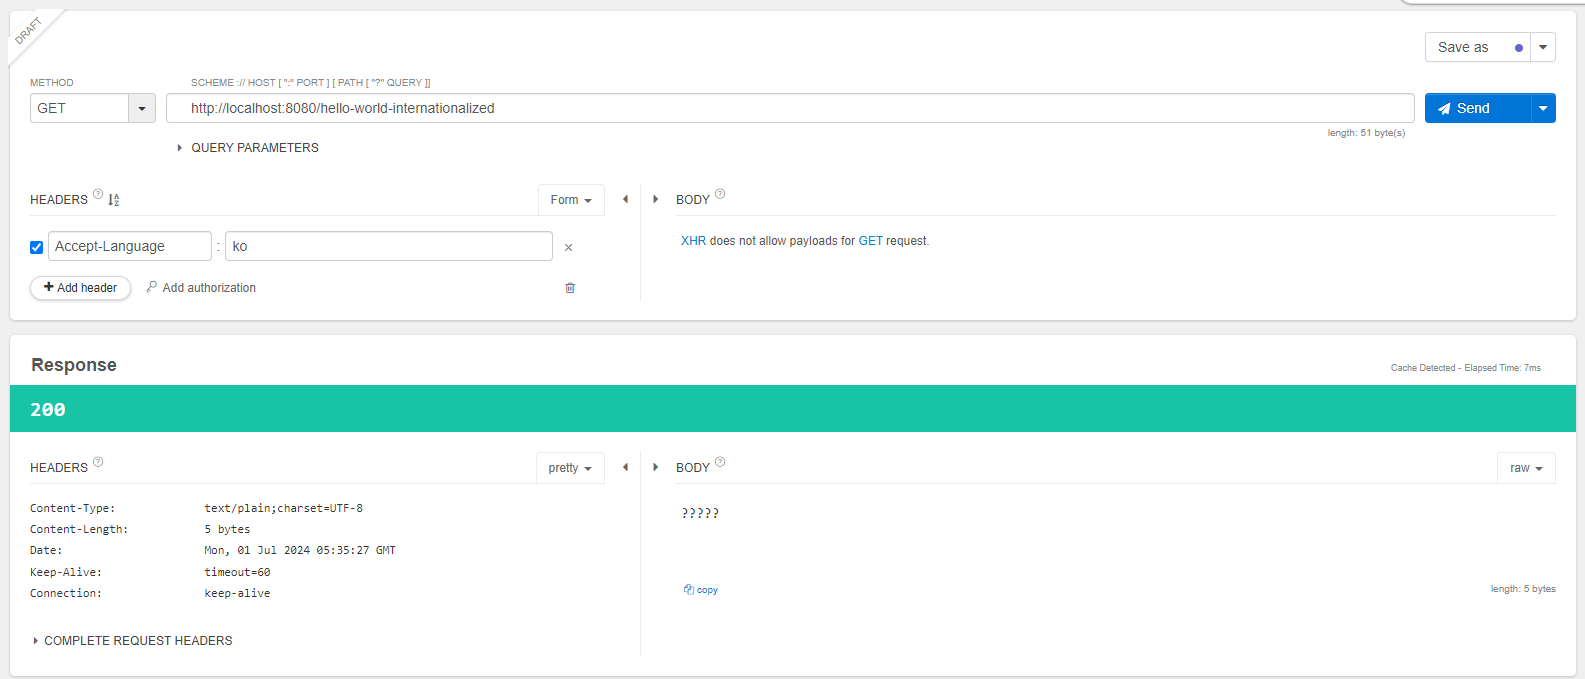 DRAFT
Save as
METHOD
SCHEME :// HOST [ ":" PORT ] [ PATH [ "?" QUERY ]]
GET
http://localhost:8080/hello-world-internationalized
Send
length: 51 byte(s)
QUERY PARAMETERS
HEADERS ? Form
BODY ?
Accept-Language : ko ×
XHR does not allow payloads for GET request.
+ Add header Add authorization
Response
Cache Detected - Elapsed Time: 7ms
200
HEADERS ? pretty
BODY ? raw
Content-Type: text/plain;charset=UTF-8
Content-Length: 5 bytes
Date: Mon, 01 Jul 2024 05:35:27 GMT
Keep-Alive: timeout=60
Connection: keep-alive
?????
copy
length: 5 bytes
COMPLETE REQUEST HEADERS